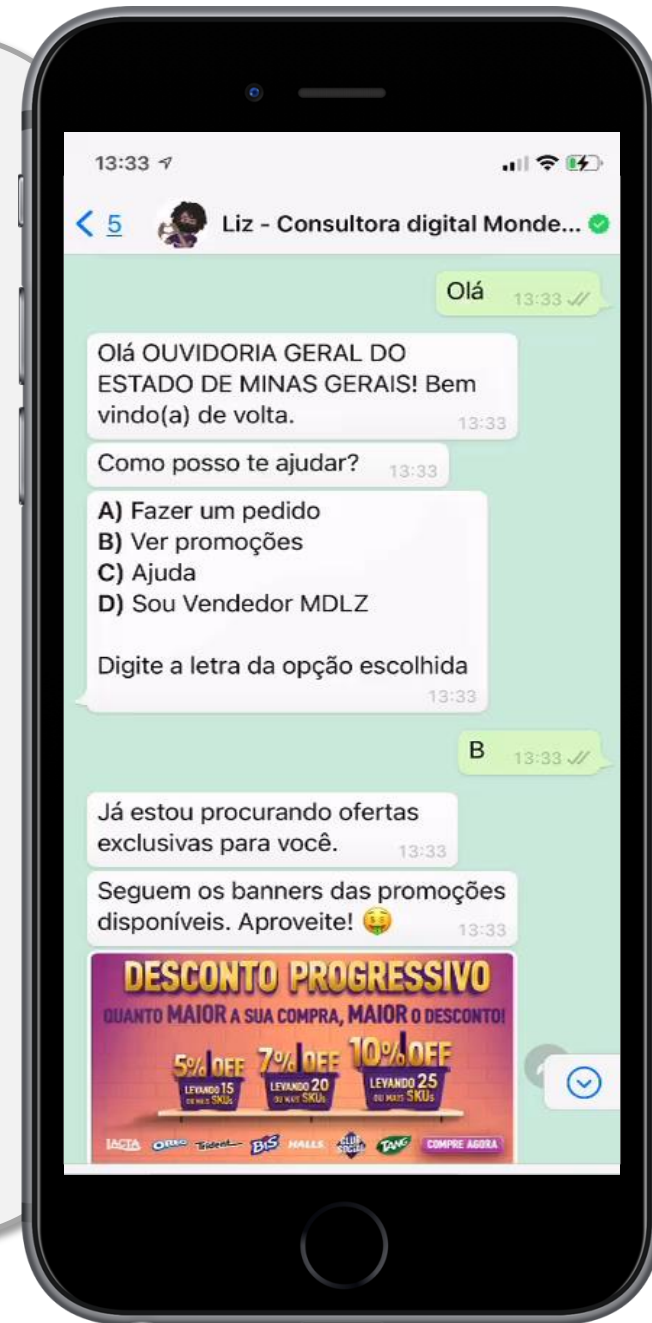 13:33
5
Liz - Consultora digital Monde...
Olá 13:33
Olá OUVIDORIA GERAL DO
ESTADO DE MINAS GERAIS! Bem
vindo(a) de volta. 13:33
Como posso te ajudar? 13:33
A) Fazer um pedido
B) Ver promoções
C) Ajuda
D) Sou Vendedor MDLZ
Digite a letra da opção escolhida
13:33
B 13:33
Já estou procurando ofertas
exclusivas para você. 13:33
Seguem os banners das promoções
disponíveis. Aproveite! 🤑 13:33
DESCONTO PROGRESSIVO
QUANTO MAIOR A SUA COMPRA, MAIOR O DESCONTO!
5% OFF 7% OFF 10% OFF
LEVANDO 15 LEVANDO 20 LEVANDO 25
OU MAIS SKUs OU MAIS SKUs OU MAIS SKUs
LACTA OREO Trident BIS HALLS CLUB SOCIAL TANG COMPRE AGORA